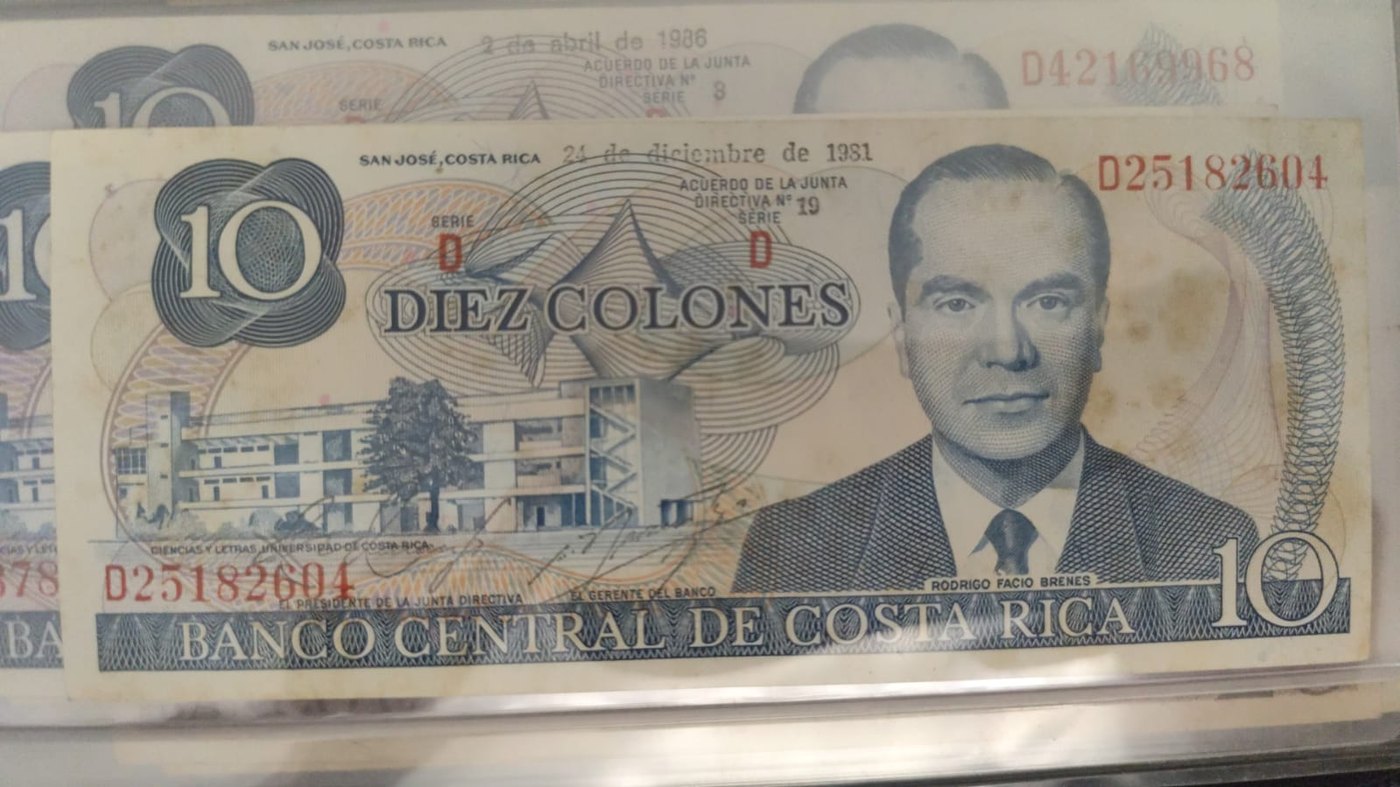 SAN JOSÉ, COSTA RICA 2 de abril de 1986
ACUERDO DE LA JUNTA
DIRECTIVA Nº
SERIE 8
D42169968
10
SERIE
SAN JOSÉ, COSTA RICA 24 de diciembre de 1981
ACUERDO DE LA JUNTA
DIRECTIVA Nº 19
SERIE
D
D25182604
10
SERIE
D
DIEZ COLONES
CIENCIAS Y LETRAS, UNIVERSIDAD DE COSTA RICA
D25182604
EL PRESIDENTE DE LA JUNTA DIRECTIVA
EL GERENTE DEL BANCO
RODRIGO FACIO BRENES
BANCO CENTRAL DE COSTA RICA
10